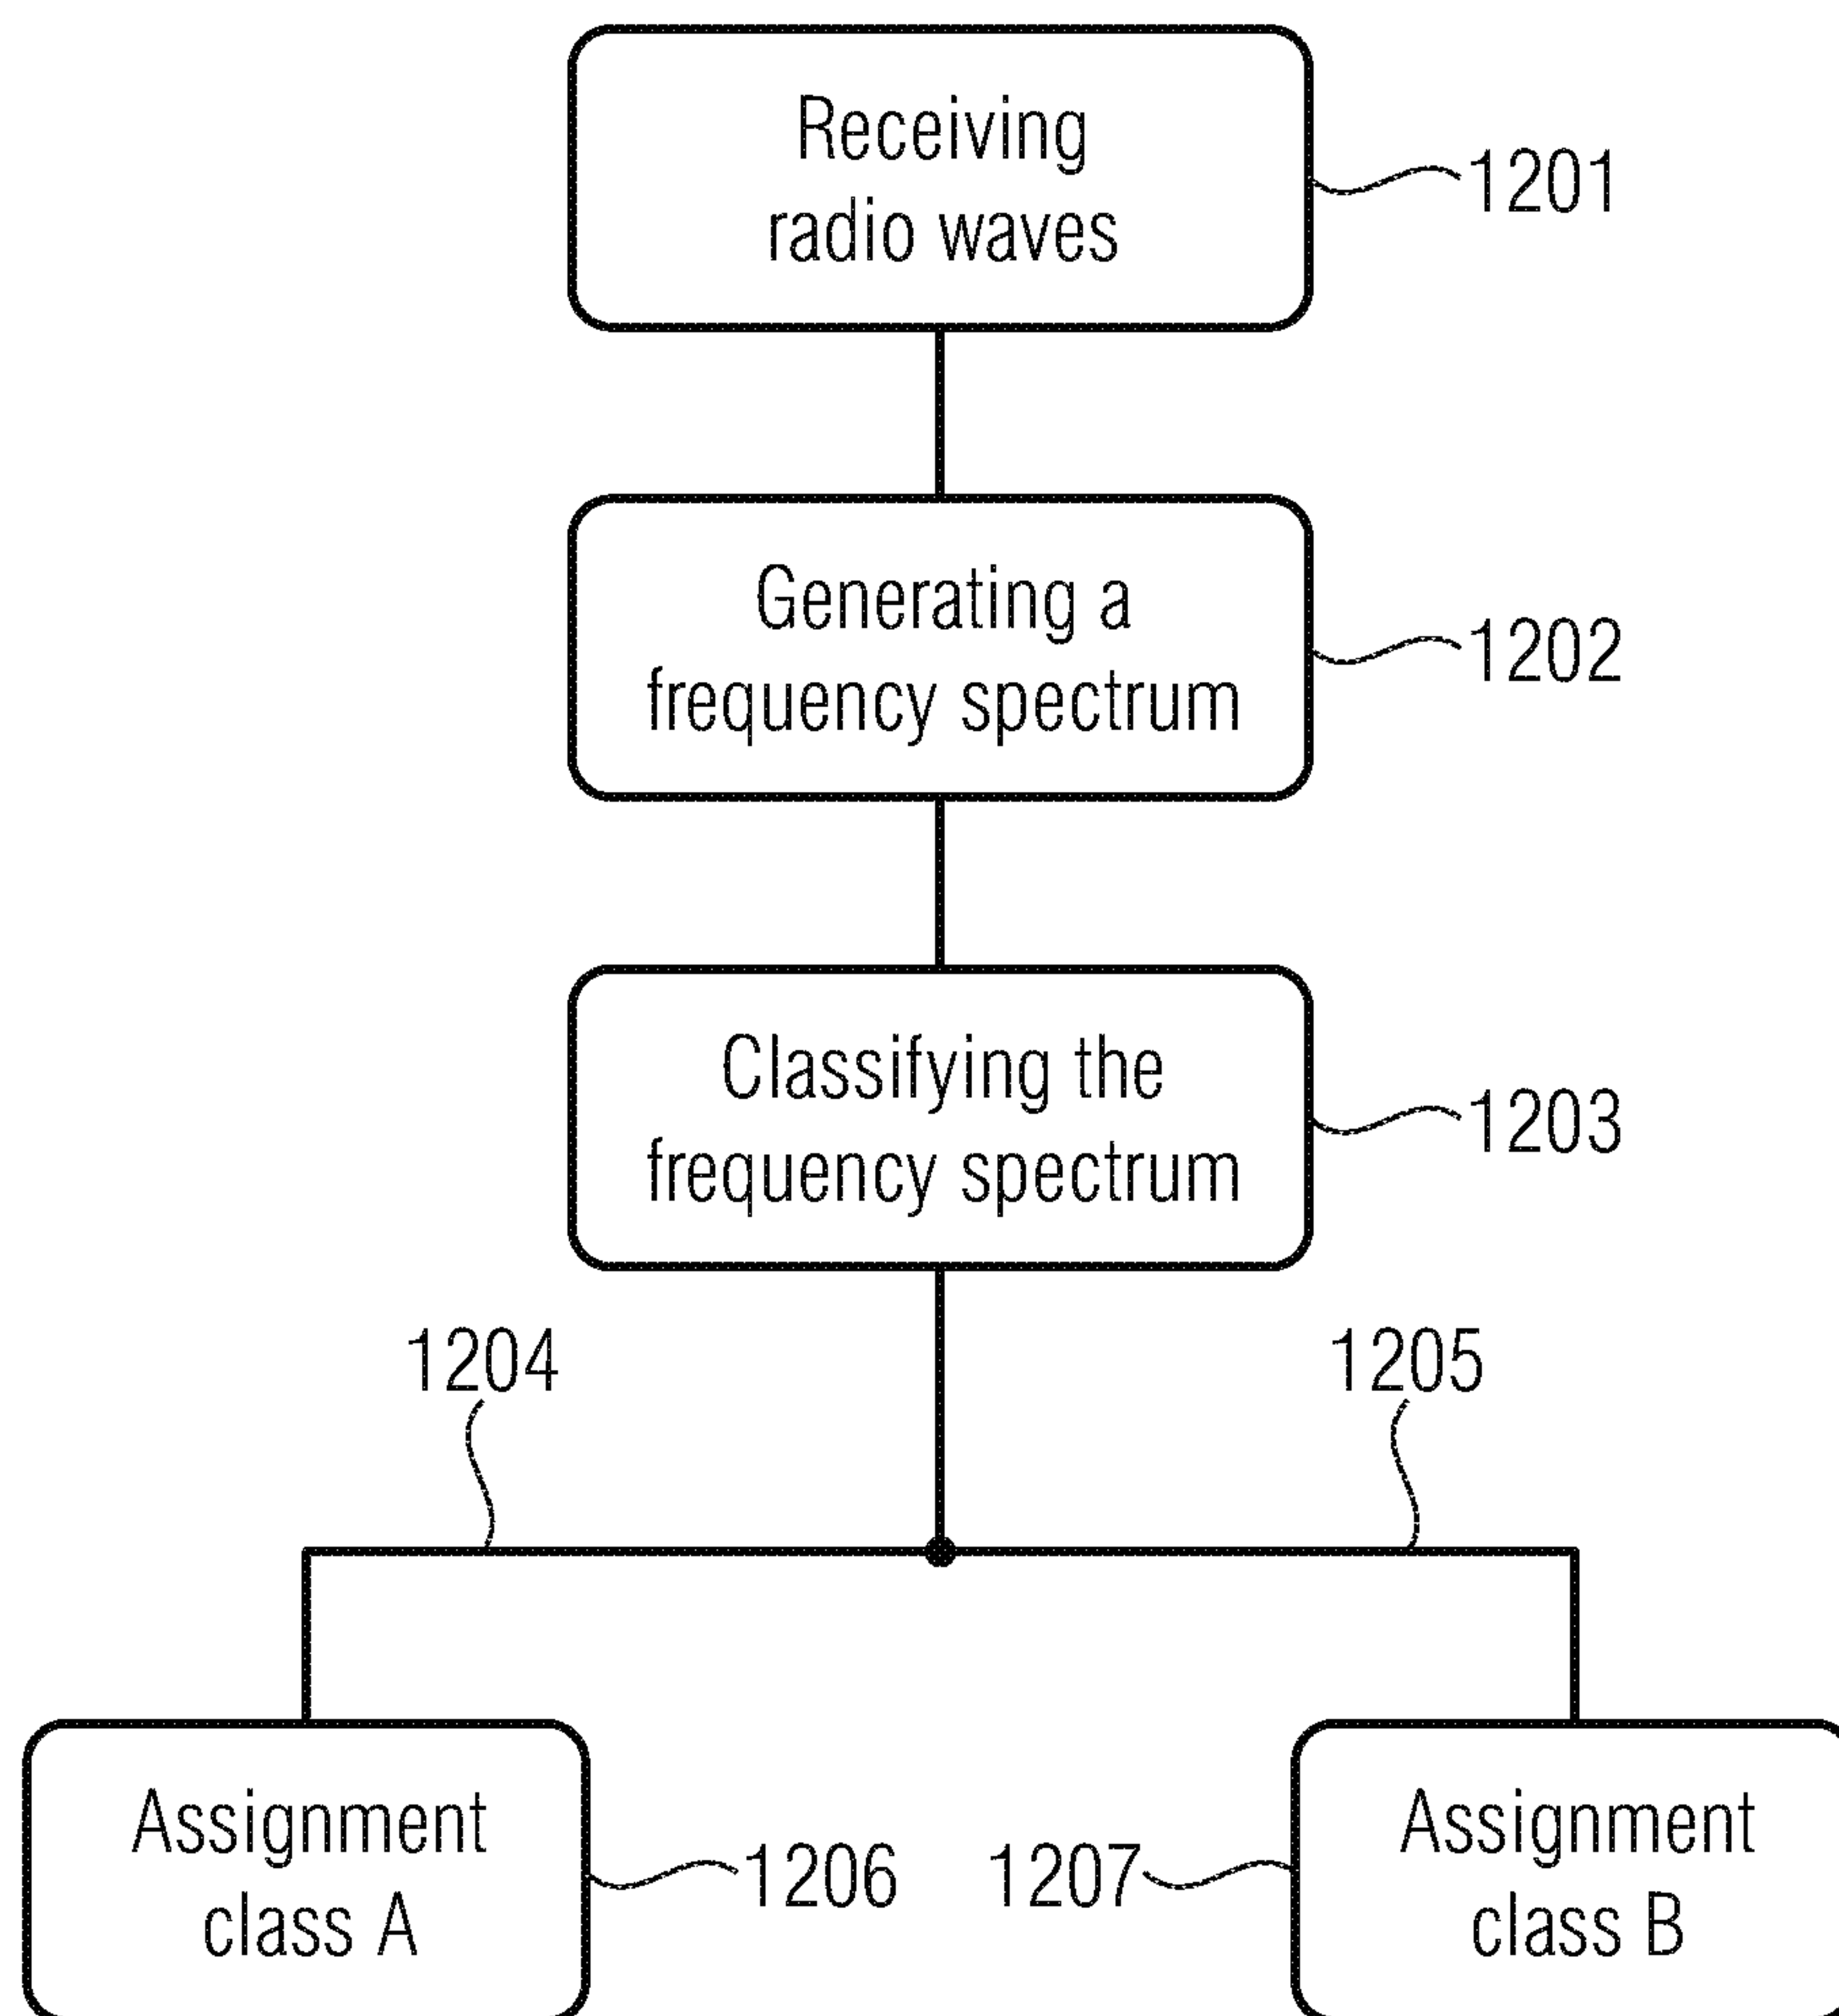 Receiving
radio waves
1201
Generating a
frequency spectrum
1202
Classifying the
frequency spectrum
1203
1204
1205
Assignment
class A
1206
1207
Assignment
class B